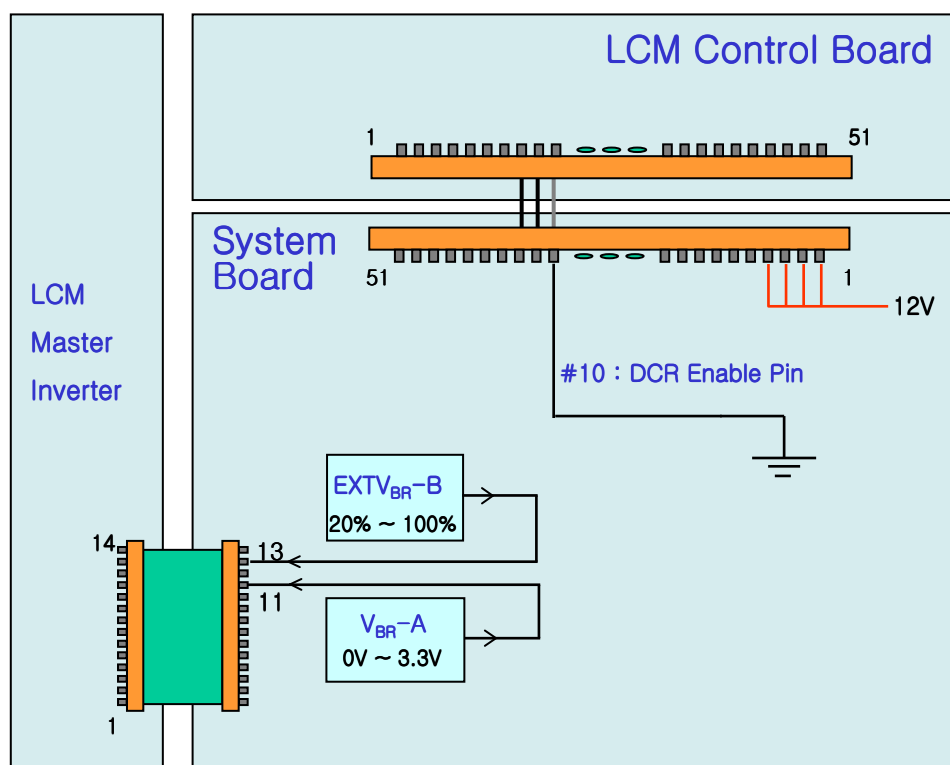 LCM Control Board
1
51
System
Board
51
1
12V
LCM
Master
Inverter
#10 : DCR Enable Pin
EXTVBR-B
20% ~ 100%
14
13
11
VBR-A
0V ~ 3.3V
1